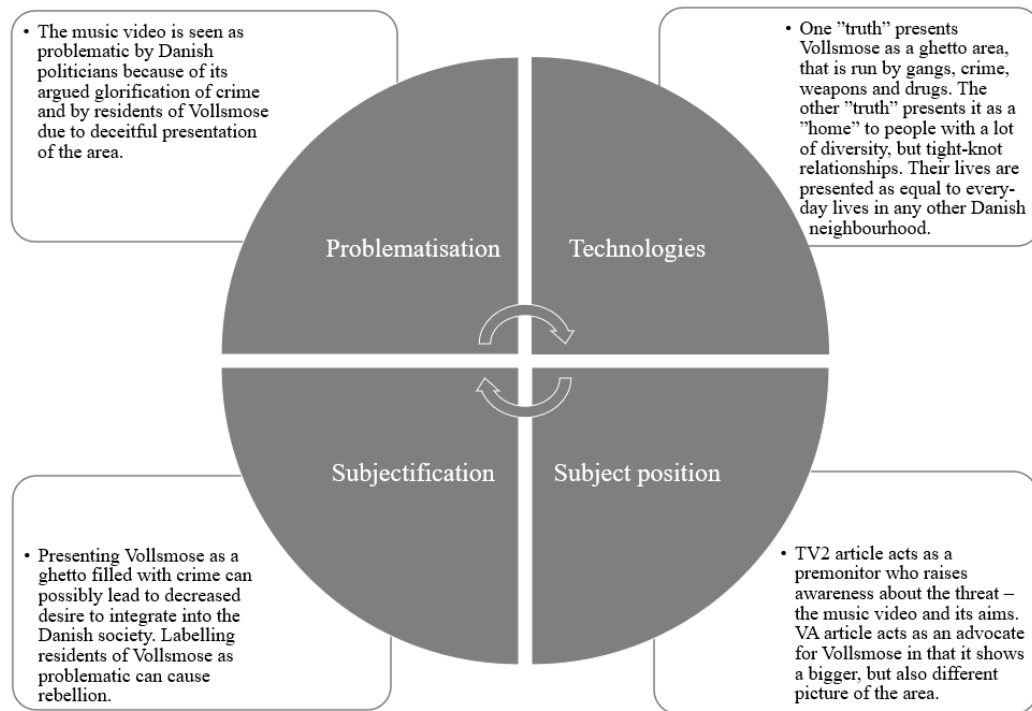 • The music video is seen as
problematic by Danish
politicians because of its
argued glorification of crime
and by residents of Vollsmose
due to deceitful presentation
of the area.
• One ”truth” presents
Vollsmose as a ghetto area,
that is run by gangs, crime,
weapons and drugs. The
other ”truth” presents it as a
”home” to people with a lot
of diversity, but tight-knot
relationships. Their lives are
presented as equal to every-
day lives in any other Danish
neighbourhood.
Problematisation
Technologies
Subjectification
Subject position
• Presenting Vollsmose as a
ghetto filled with crime can
possibly lead to decreased
desire to integrate into the
Danish society. Labelling
residents of Vollsmose as
problematic can cause
rebellion.
• TV2 article acts as a
premonitor who raises
awareness about the threat –
the music video and its aims.
VA article acts as an advocate
for Vollsmose in that it shows
a bigger, but also different
picture of the area.